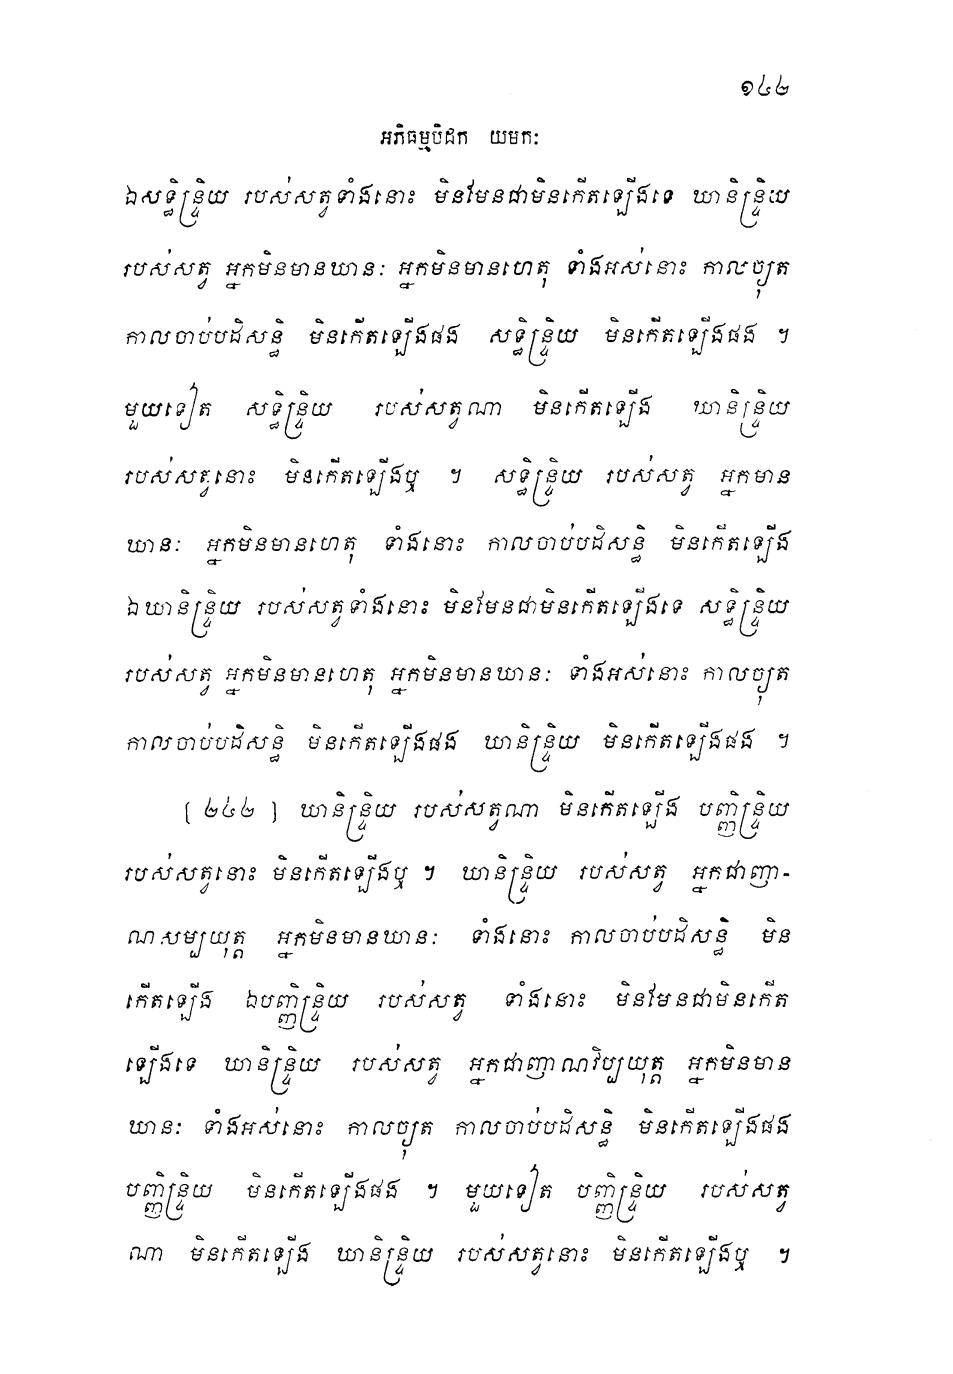 ១៤២
អភិធម្មបិដក យមកៈ
ឯសទ្ធិន្ទ្រិយ របស់សត្វទាំងនោះ មិនមែនជាមិនកើតឡើងទេ ឃានិន្ទ្រិយ
របស់សត្វ អ្នកមិនមានឃានៈ អ្នកមិនមានហេតុ ទាំងអស់នោះ កាលច្យុត
កាលចាប់បដិសន្ធិ មិនកើតឡើងផង សទ្ធិន្ទ្រិយ មិនកើតឡើងផង ។
មួយទៀត សទ្ធិន្ទ្រិយ របស់សត្វណា មិនកើតឡើង ឃានិន្ទ្រិយ
របស់សត្វនោះ មិនកើតឡើងឬ ។ សទ្ធិន្ទ្រិយ របស់សត្វ អ្នកមាន
ឃានៈ អ្នកមិនមានហេតុ ទាំងនោះ កាលចាប់បដិសន្ធិ មិនកើតឡើង
ឯឃានិន្ទ្រិយ របស់សត្វទាំងនោះ មិនមែនជាមិនកើតឡើងទេ សទ្ធិន្ទ្រិយ
របស់សត្វ អ្នកមិនមានហេតុ អ្នកមិនមានឃានៈ ទាំងអស់នោះ កាលច្យុត
កាលចាប់បដិសន្ធិ មិនកើតឡើងផង ឃានិន្ទ្រិយ មិនកើតឡើងផង ។
[ ២៤២ ] ឃានិន្ទ្រិយ របស់សត្វណា មិនកើតឡើង បញ្ញិន្ទ្រិយ
របស់សត្វនោះ មិនកើតឡើងឬ ។ ឃានិន្ទ្រិយ របស់សត្វ អ្នកជាញា-
ណសម្បយុត្ត អ្នកមិនមានឃានៈ ទាំងនោះ កាលចាប់បដិសន្ធិ មិន
កើតឡើង ឯបញ្ញិន្ទ្រិយ របស់សត្វ ទាំងនោះ មិនមែនជាមិនកើត
ឡើងទេ ឃានិន្ទ្រិយ របស់សត្វ អ្នកជាញាណវិប្បយុត្ត អ្នកមិនមាន
ឃានៈ ទាំងអស់នោះ កាលច្យុត កាលចាប់បដិសន្ធិ មិនកើតឡើងផង
បញ្ញិន្ទ្រិយ មិនកើតឡើងផង ។ មួយទៀត បញ្ញិន្ទ្រិយ របស់សត្វ
ណា មិនកើតឡើង ឃានិន្ទ្រិយ របស់សត្វនោះ មិនកើតឡើងឬ ។